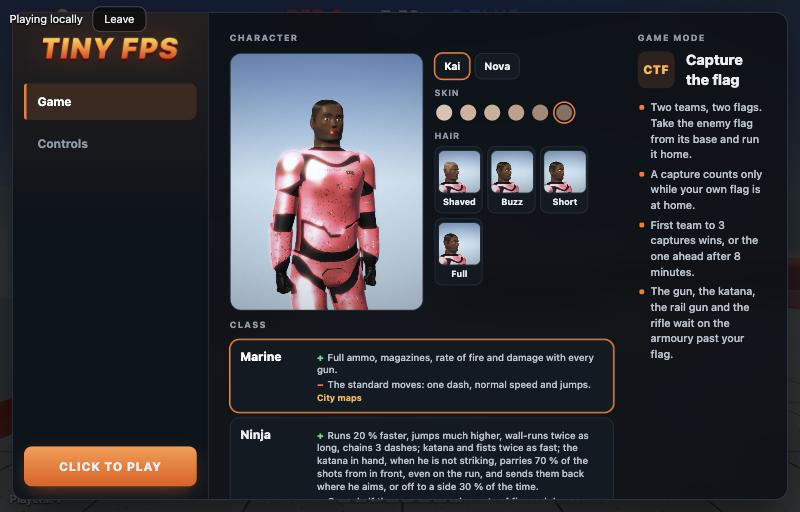 Playing locally
Leave
TINY FPS
Game
Controls
CLICK TO PLAY
CHARACTER
Kai
Nova
SKIN
HAIR
Shaved
Buzz
Short
Full
CLASS
Marine
+ Full ammo, magazines, rate of fire and damage with every
gun.
− The standard moves: one dash, normal speed and jumps.
City maps
Ninja
+ Runs 20 % faster, jumps much higher, wall-runs twice as
long, chains 3 dashes; katana and fists twice as fast; the
katana in hand, when he is not striking, parries 70 % of the
shots from in front, even on the run, and sends them back
where he aims, or off to a side 30 % of the time.
GAME MODE
CTF
Capture
the flag
Two teams, two flags.
Take the enemy flag
from its base and run
it home.
A capture counts only
while your own flag is
at home.
First team to 3
captures wins, or the
one ahead after 8
minutes.
The gun, the katana,
the rail gun and the
rifle wait on the
armoury past your
flag.